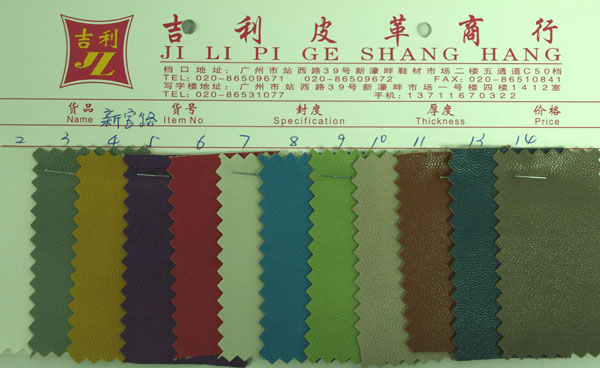 吉利
JL
吉利皮革商行
JI LI PI GE SHANG HANG
档口地址：广州市站西路39号新濠畔鞋材市场二楼五通道C50档
TEL：020-86509671 86509672 FAX：020-86510841
写字楼地址：广州市站西路39号新濠畔市场一号楼四楼1412室
TEL：020-86531077 手机：13711670322
货品 货号 封度 厚度 价格
Name 新富路 Item No Specification Thickness Price
2 3 4 5 6 7 8 9 10 11 13 14